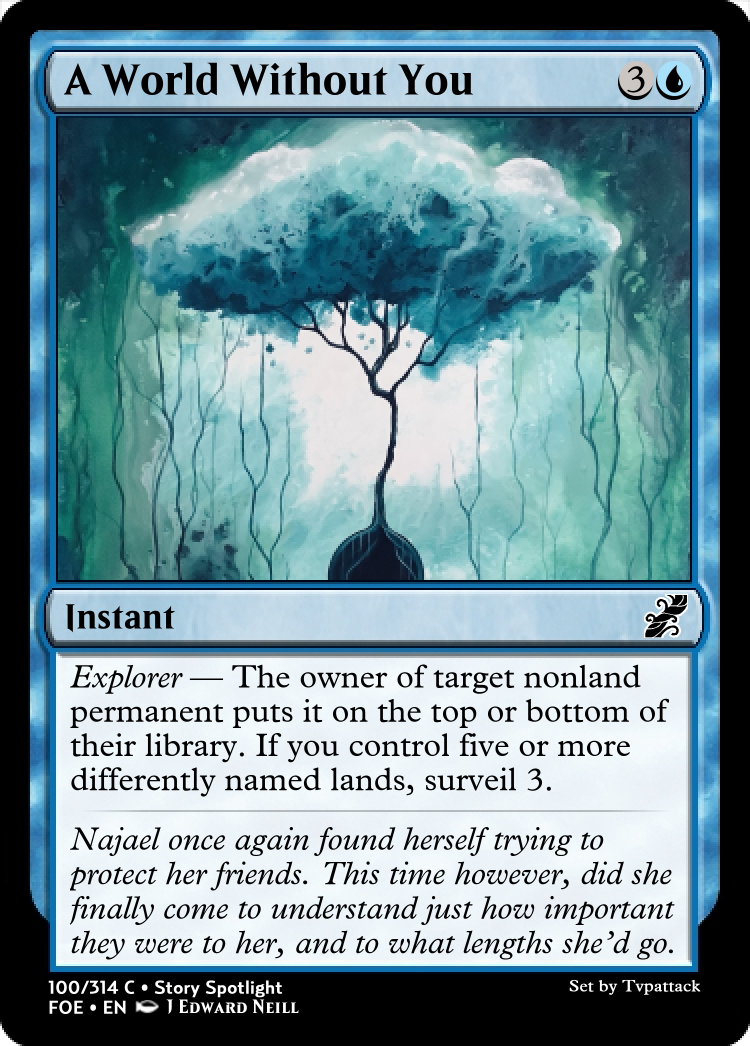 A World Without You 3
Instant
Explorer — The owner of target nonland
permanent puts it on the top or bottom of
their library. If you control five or more
differently named lands, surveil 3.
Najael once again found herself trying to
protect her friends. This time however, did she
finally come to understand just how important
they were to her, and to what lengths she’d go.
100/314 C • Story Spotlight
FOE • EN J Edward Neill
Set by Tvpattack